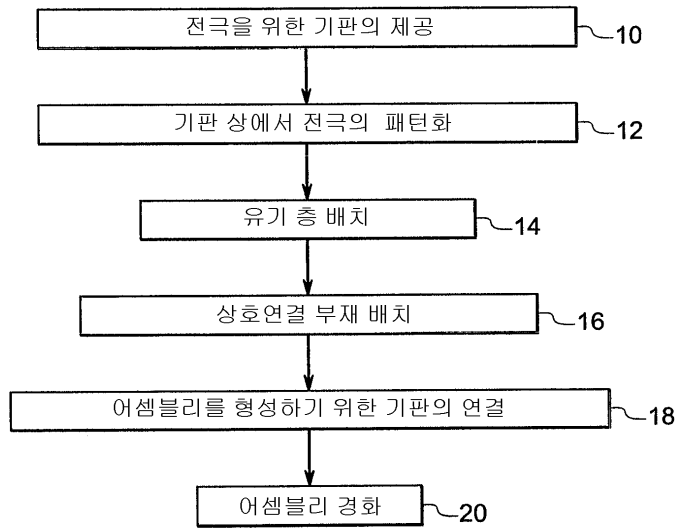 전극을 위한 기판의 제공
10
기판 상에서 전극의 패턴화
12
유기 층 배치
14
상호연결 부재 배치
16
어셈블리를 형성하기 위한 기판의 연결
18
어셈블리 경화
20